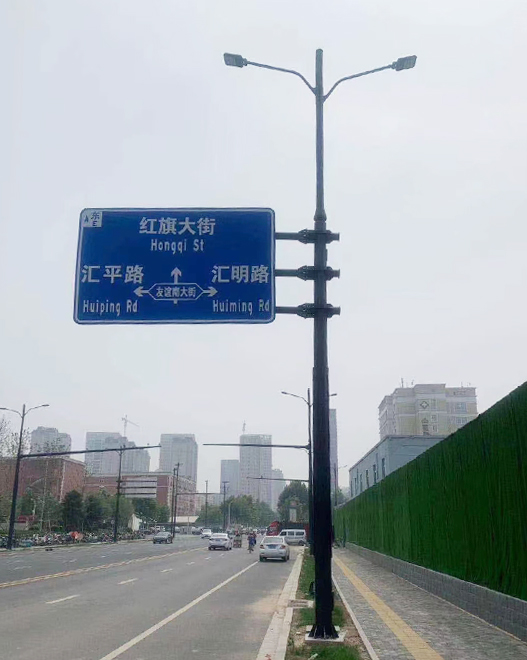 东
E
红旗大街
Hongqi St
汇平路
汇明路
友谊南大街
Huiping Rd
Huiming Rd